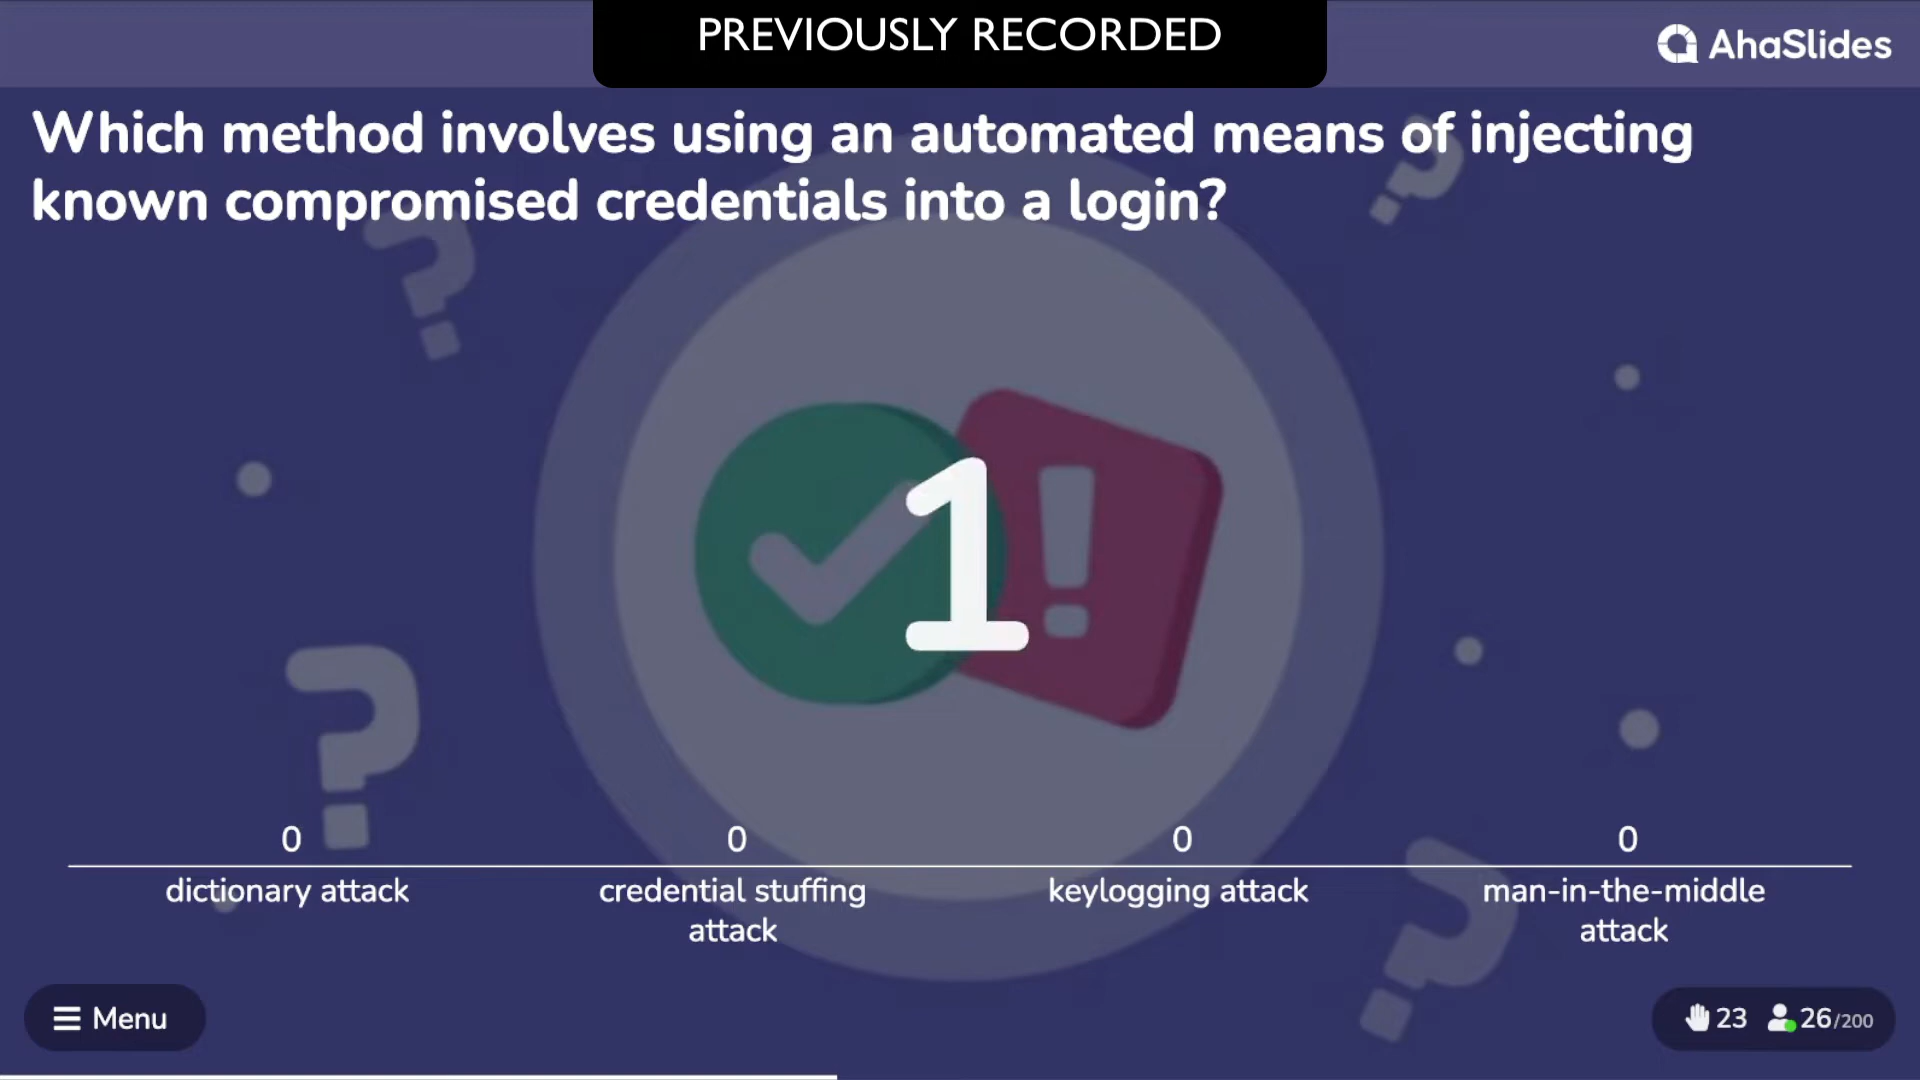 PREVIOUSLY RECORDED
AhaSlides
Which method involves using an automated means of injecting
known compromised credentials into a login?
1
0 0 0 0
dictionary attack credential stuffing keylogging attack man-in-the-middle
attack attack
Menu 23 26/200